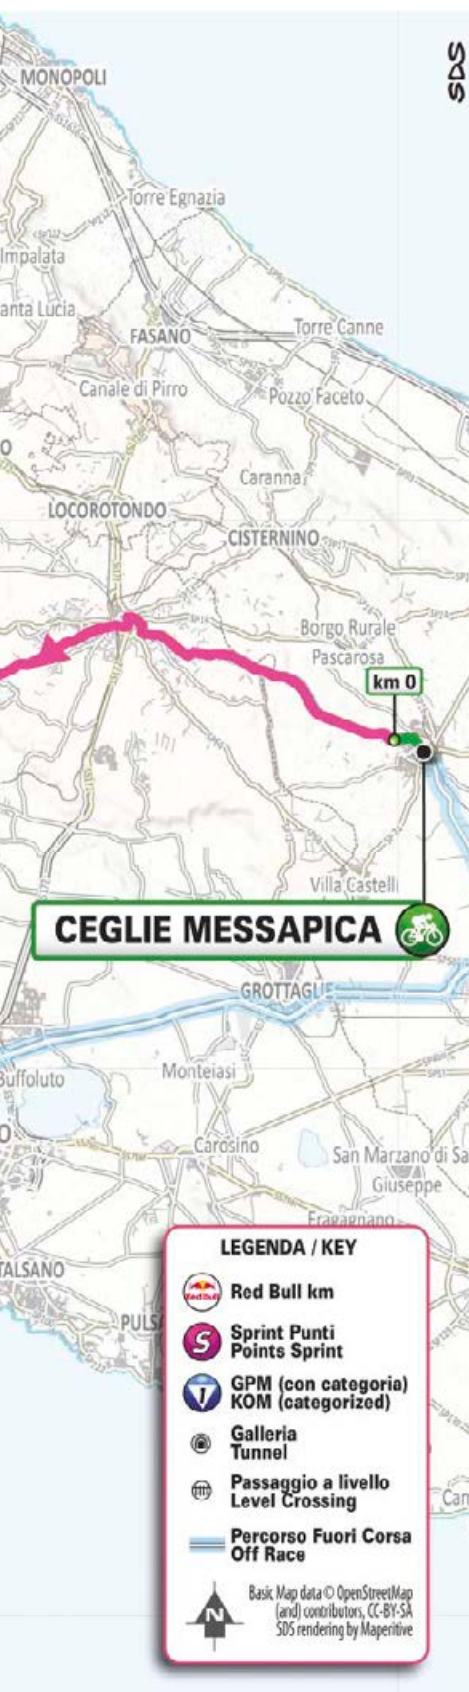 SDS
MONOPOLI
Torre Egnazia
Impalata
anta Lucia
FASANO
Torre Canne
Canale di Pirro
Pozzo Faceto
O
Caranna
LOCOROTONDO
CISTERNINO
Borgo Rurale
Pascarosa
km 0
Villa Castelli
CEGLIE MESSAPICA
GROTTAGLIE
Buffoluto
Monteiasi
O
Carosino
San Marzano di Sa
Giuseppe
Fragagnano
TALSANO
PULSA
LEGENDA / KEY
Red Bull
Red Bull km
S
Sprint Punti
Points Sprint
GPM (con categoria)
KOM (categorized)
Galleria
Tunnel
Passaggio a livello
Level Crossing
Can
Percorso Fuori Corsa
Off Race
N
Basic Map data © OpenStreetMap
(and) contributors, CC-BY-SA
SDS rendering by Maperitive